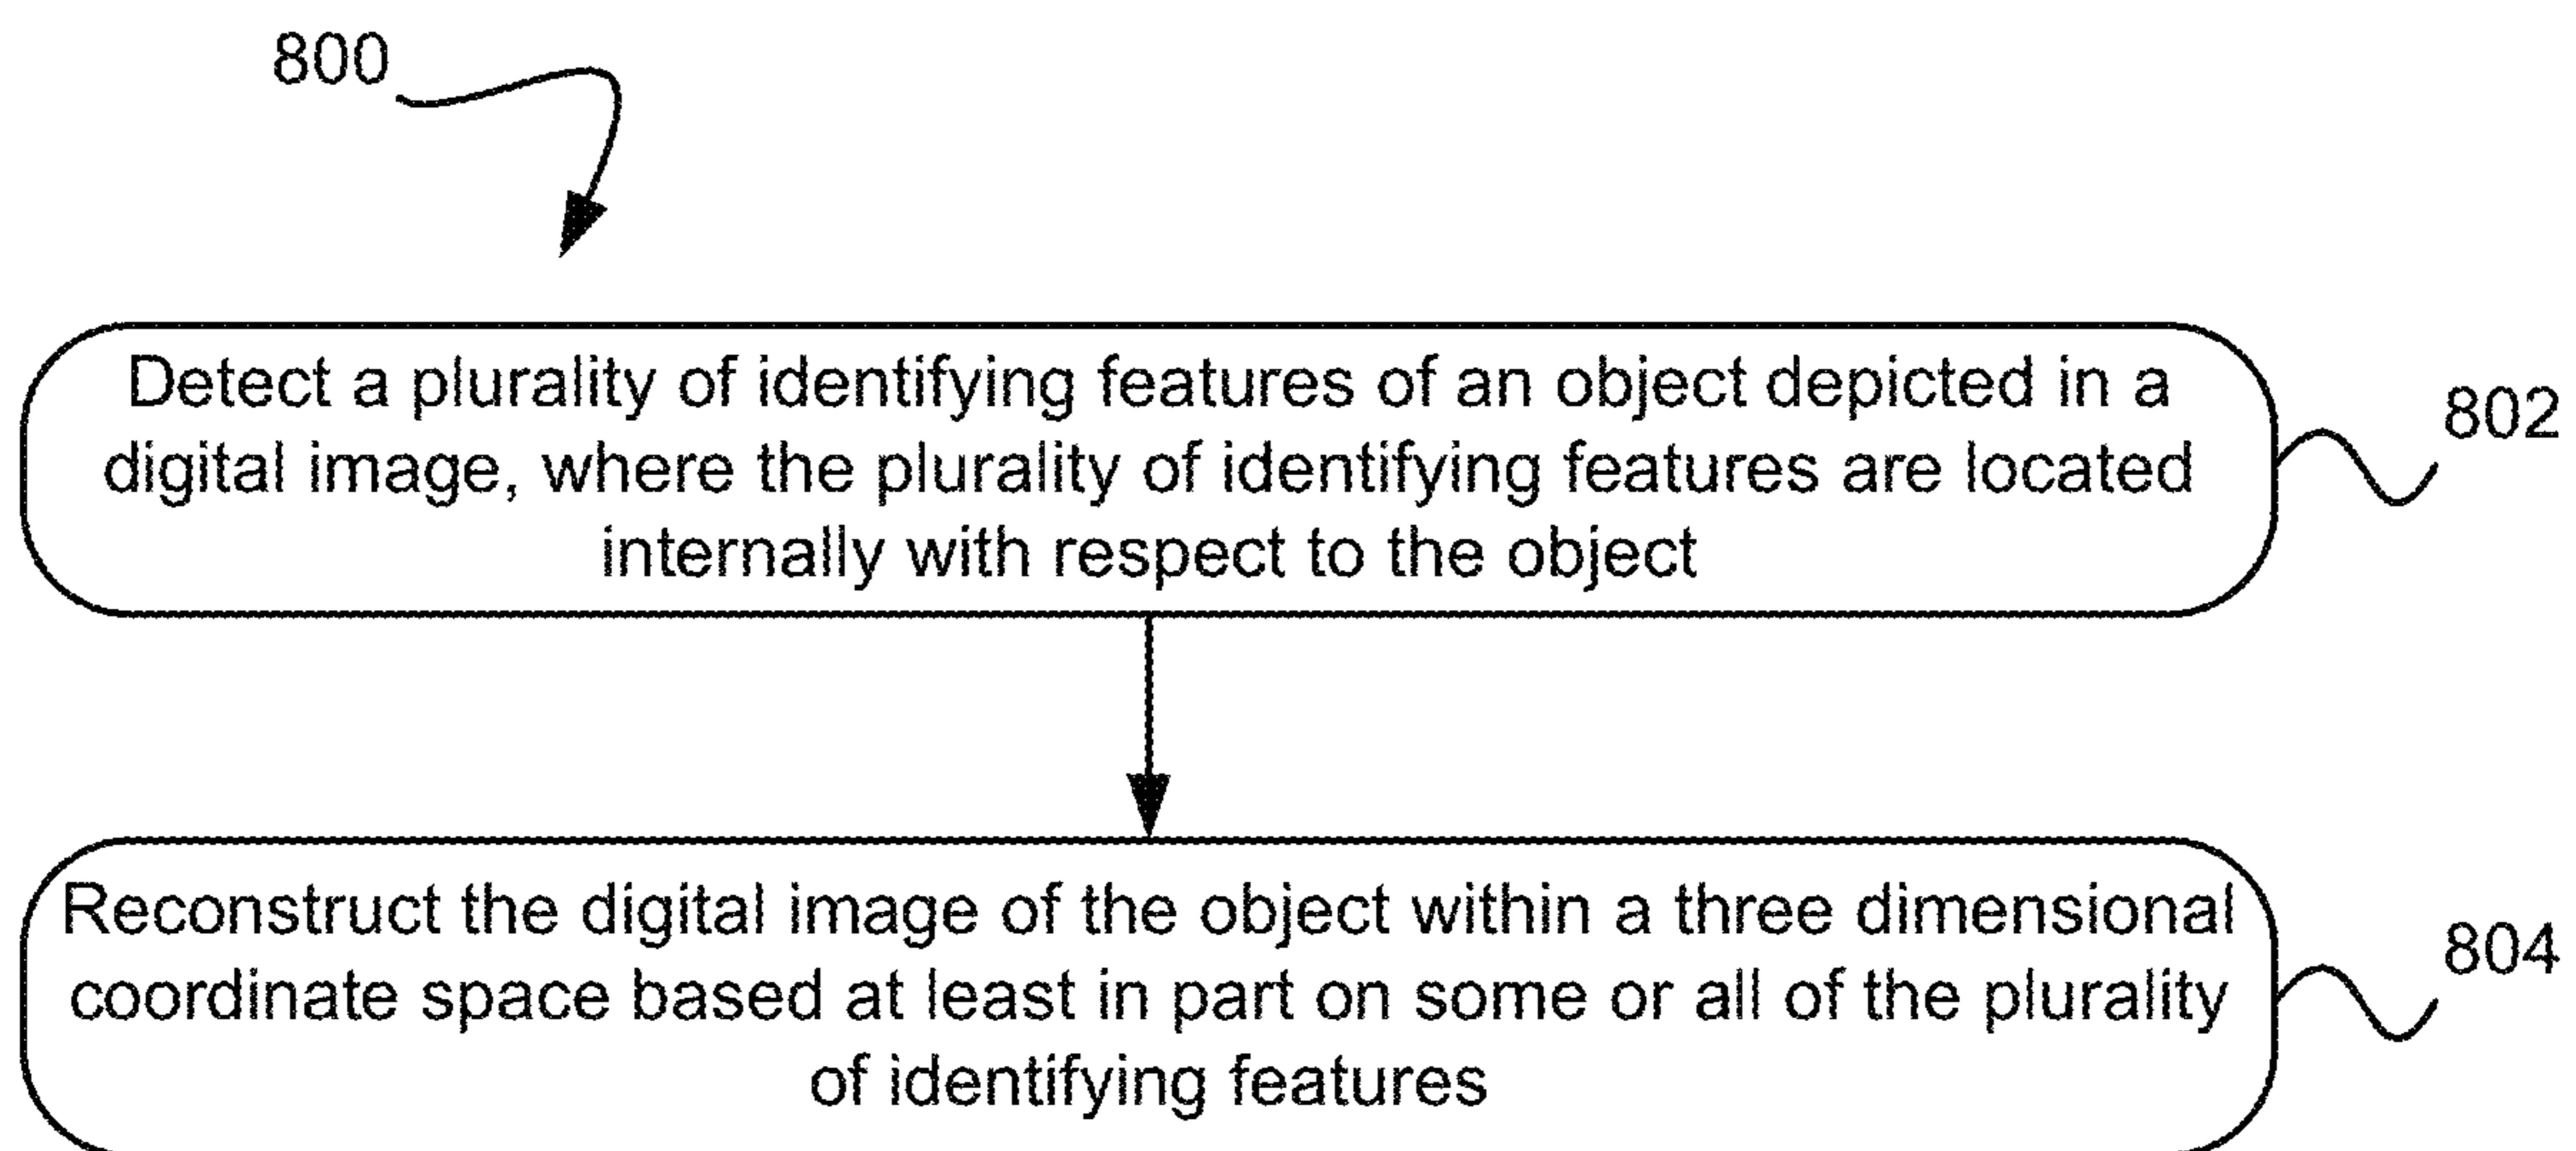 800
Detect a plurality of identifying features of an object depicted in a
digital image, where the plurality of identifying features are located
internally with respect to the object
802
Reconstruct the digital image of the object within a three dimensional
coordinate space based at least in part on some or all of the plurality
of identifying features
804